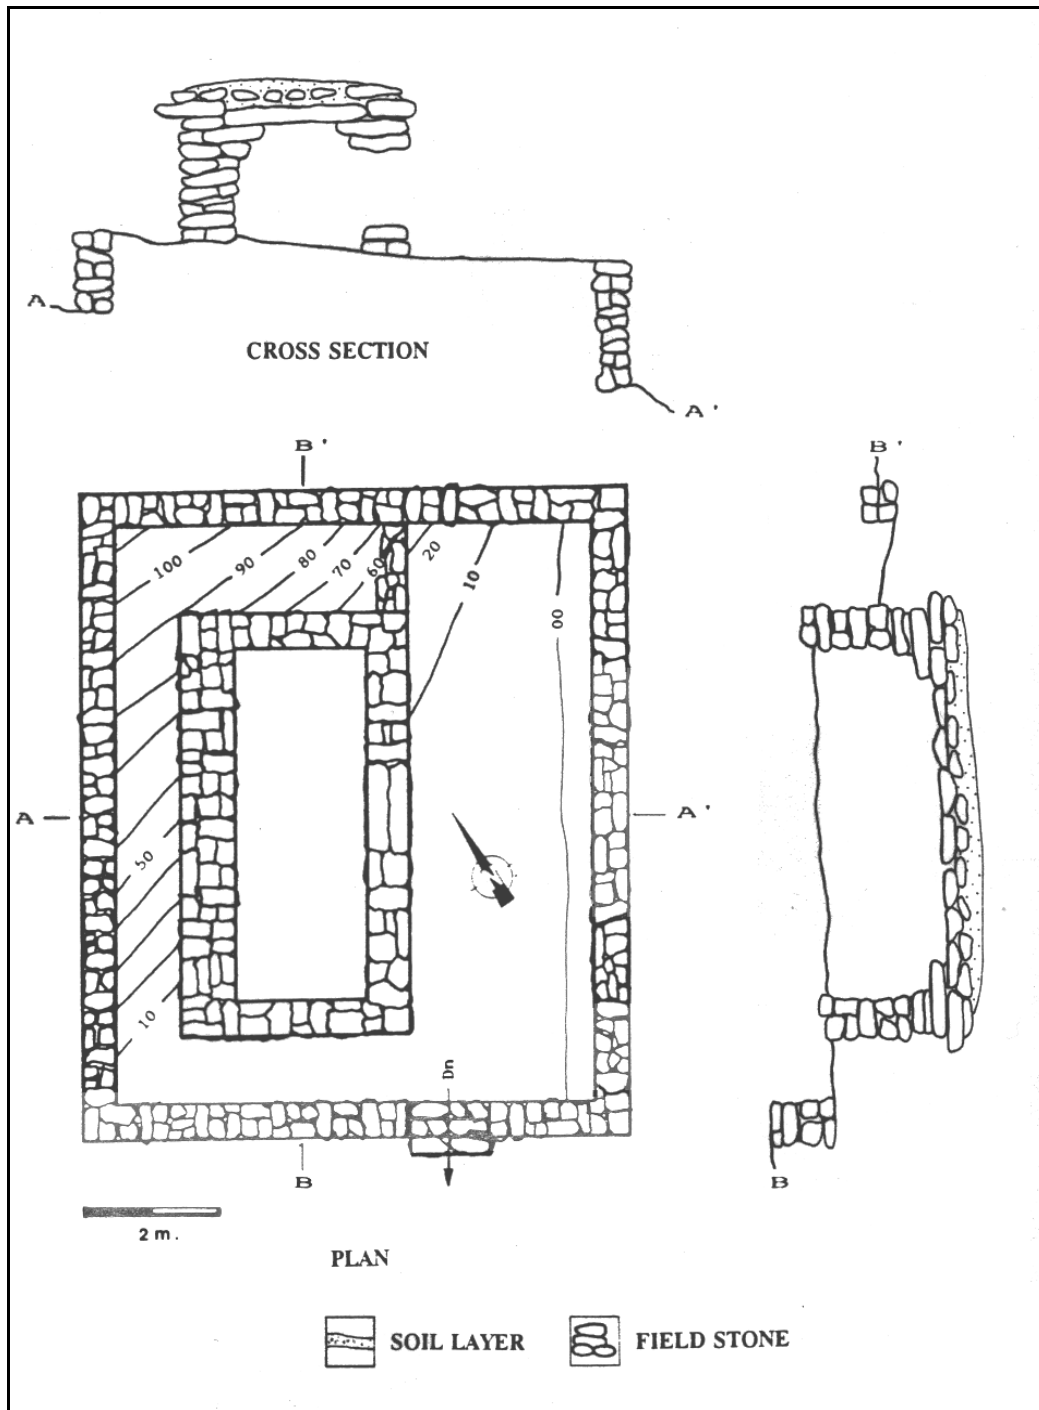 A
CROSS SECTION
A '
B '
B '
100
90
80
70
60
20
10
00
A
A '
50
10
Dn
B
B
2 m .
PLAN
SOIL LAYER
FIELD STONE